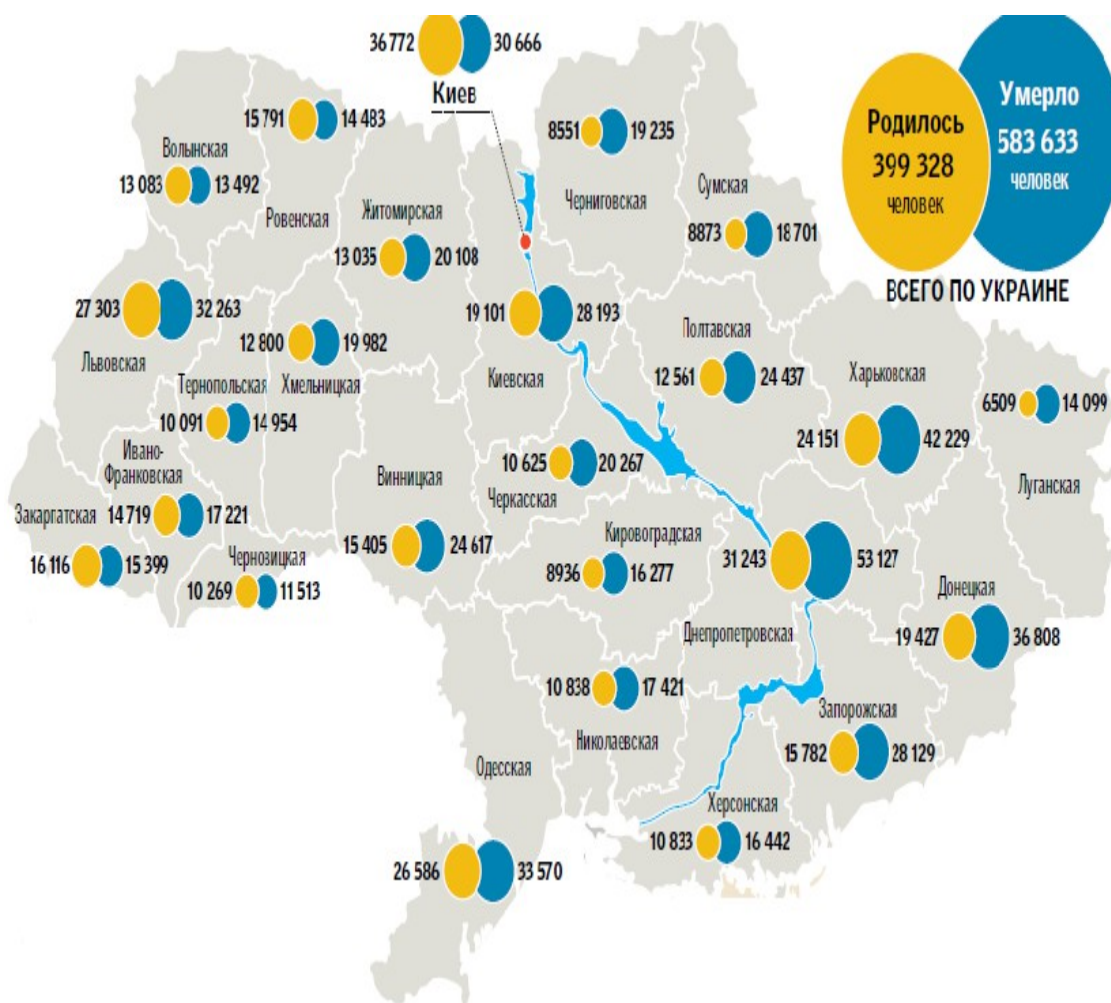 36 772 30 666
Киев
Родилось
399 328
человек
Умерло
583 633
человек
ВСЕГО ПО УКРАИНЕ
15 791 14 483
Ровенская
Волынская
13 083 13 492
Житомирская
13 035 20 108
8551 19 235
Черниговская
Сумская
8873 18 701
27 303 32 263
Львовская
12 800 19 982
Хмельницкая
19 101 28 193
Киевская
Полтавская
12 561 24 437
Харьковская
24 151 42 229
6509 14 099
Луганская
Тернопольская
10 091 14 954
Ивано-
Франковская
14 719 17 221
Закаргатская
16 116 15 399
Чернозицкая
10 269 11 513
Винницкая
15 405 24 617
10 625 20 267
Черкасская
Кировоградская
8936 16 277
31 243 53 127
Днепропетровская
Донецкая
19 427 36 808
10 838 17 421
Николаевская
Запорожская
15 782 28 129
Одесская
26 586 33 570
Херсонская
10 833 16 442